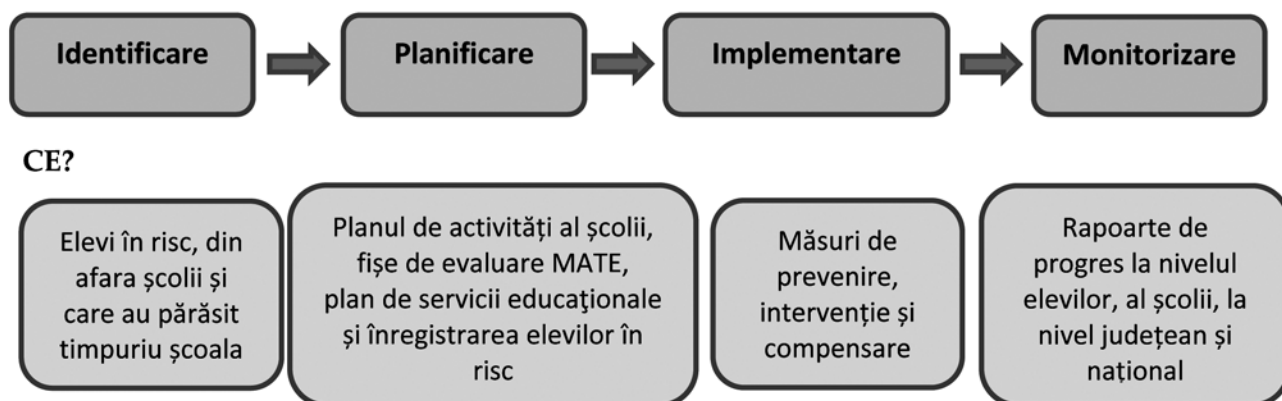 Identificare
Planificare
Implementare
Monitorizare
CE?
Elevi în risc, din
afara școlii și
care au părăsit
timpuriu școala
Planul de activități al școlii,
fișe de evaluare MATE,
plan de servicii educaţionale
și înregistrarea elevilor în
risc
Măsuri de
prevenire,
intervenție și
compensare
Rapoarte de
progres la nivelul
elevilor, al școlii, la
nivel județean și
național